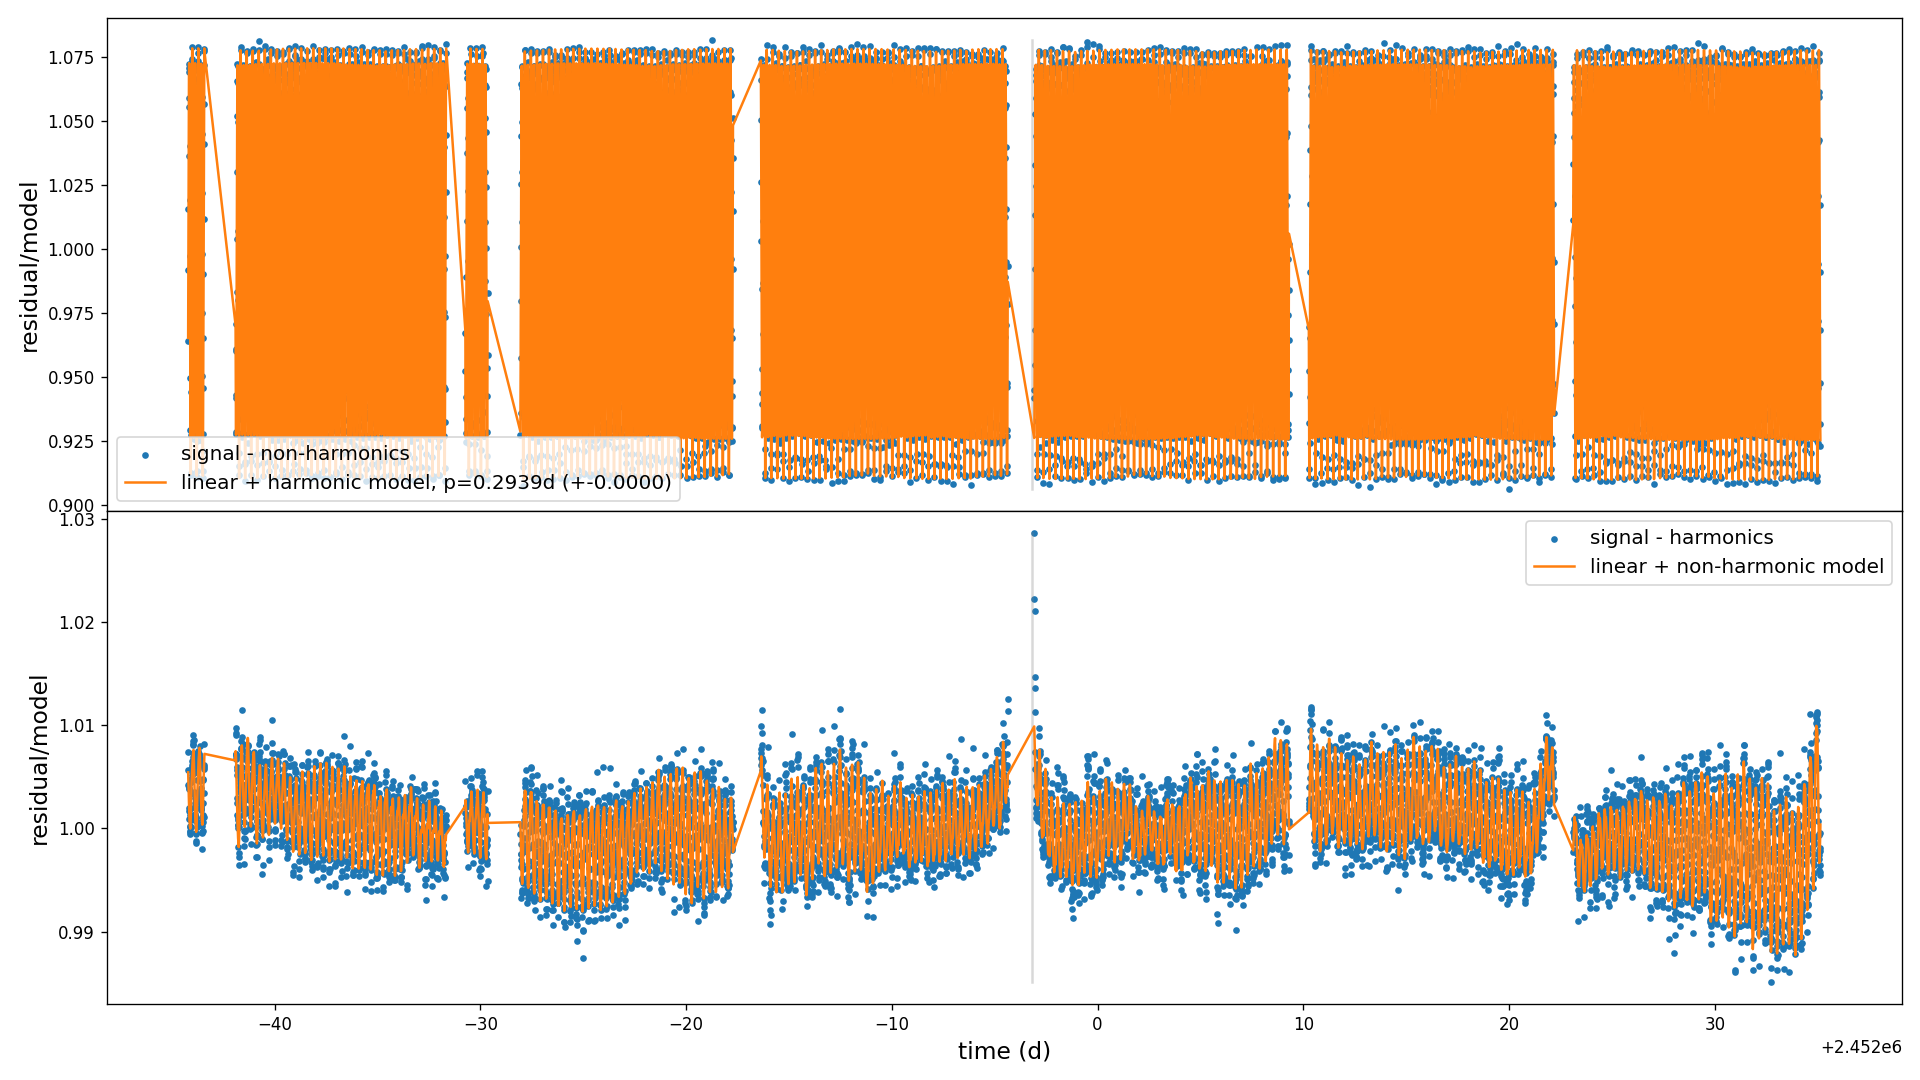 1.075
1.050
1.025
1.000
0.975
0.950
0.925
0.900
residual/model
signal - non-harmonics
linear + harmonic model, p=0.2939d (+-0.0000)
1.03
1.02
1.01
1.00
0.99
residual/model
signal - harmonics
linear + non-harmonic model
−40 −30 −20 −10 0 10 20 30
time (d)
+2.452e6